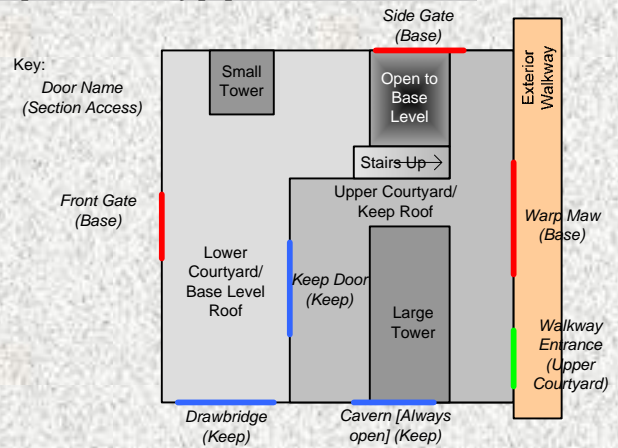 Side Gate
(Base)
Key:
Door Name
(Section Access)
Small
Tower
Open to
Base
Level
Exterior
Walkway
Stairs Up
Front Gate
(Base)
Upper Courtyard/
Keep Roof
Warp Maw
(Base)
Lower
Courtyard/
Base Level
Roof
Keep Door
(Keep)
Large
Tower
Walkway
Entrance
(Upper
Courtyard)
Drawbridge
(Keep)
Cavern [Always
open] (Keep)